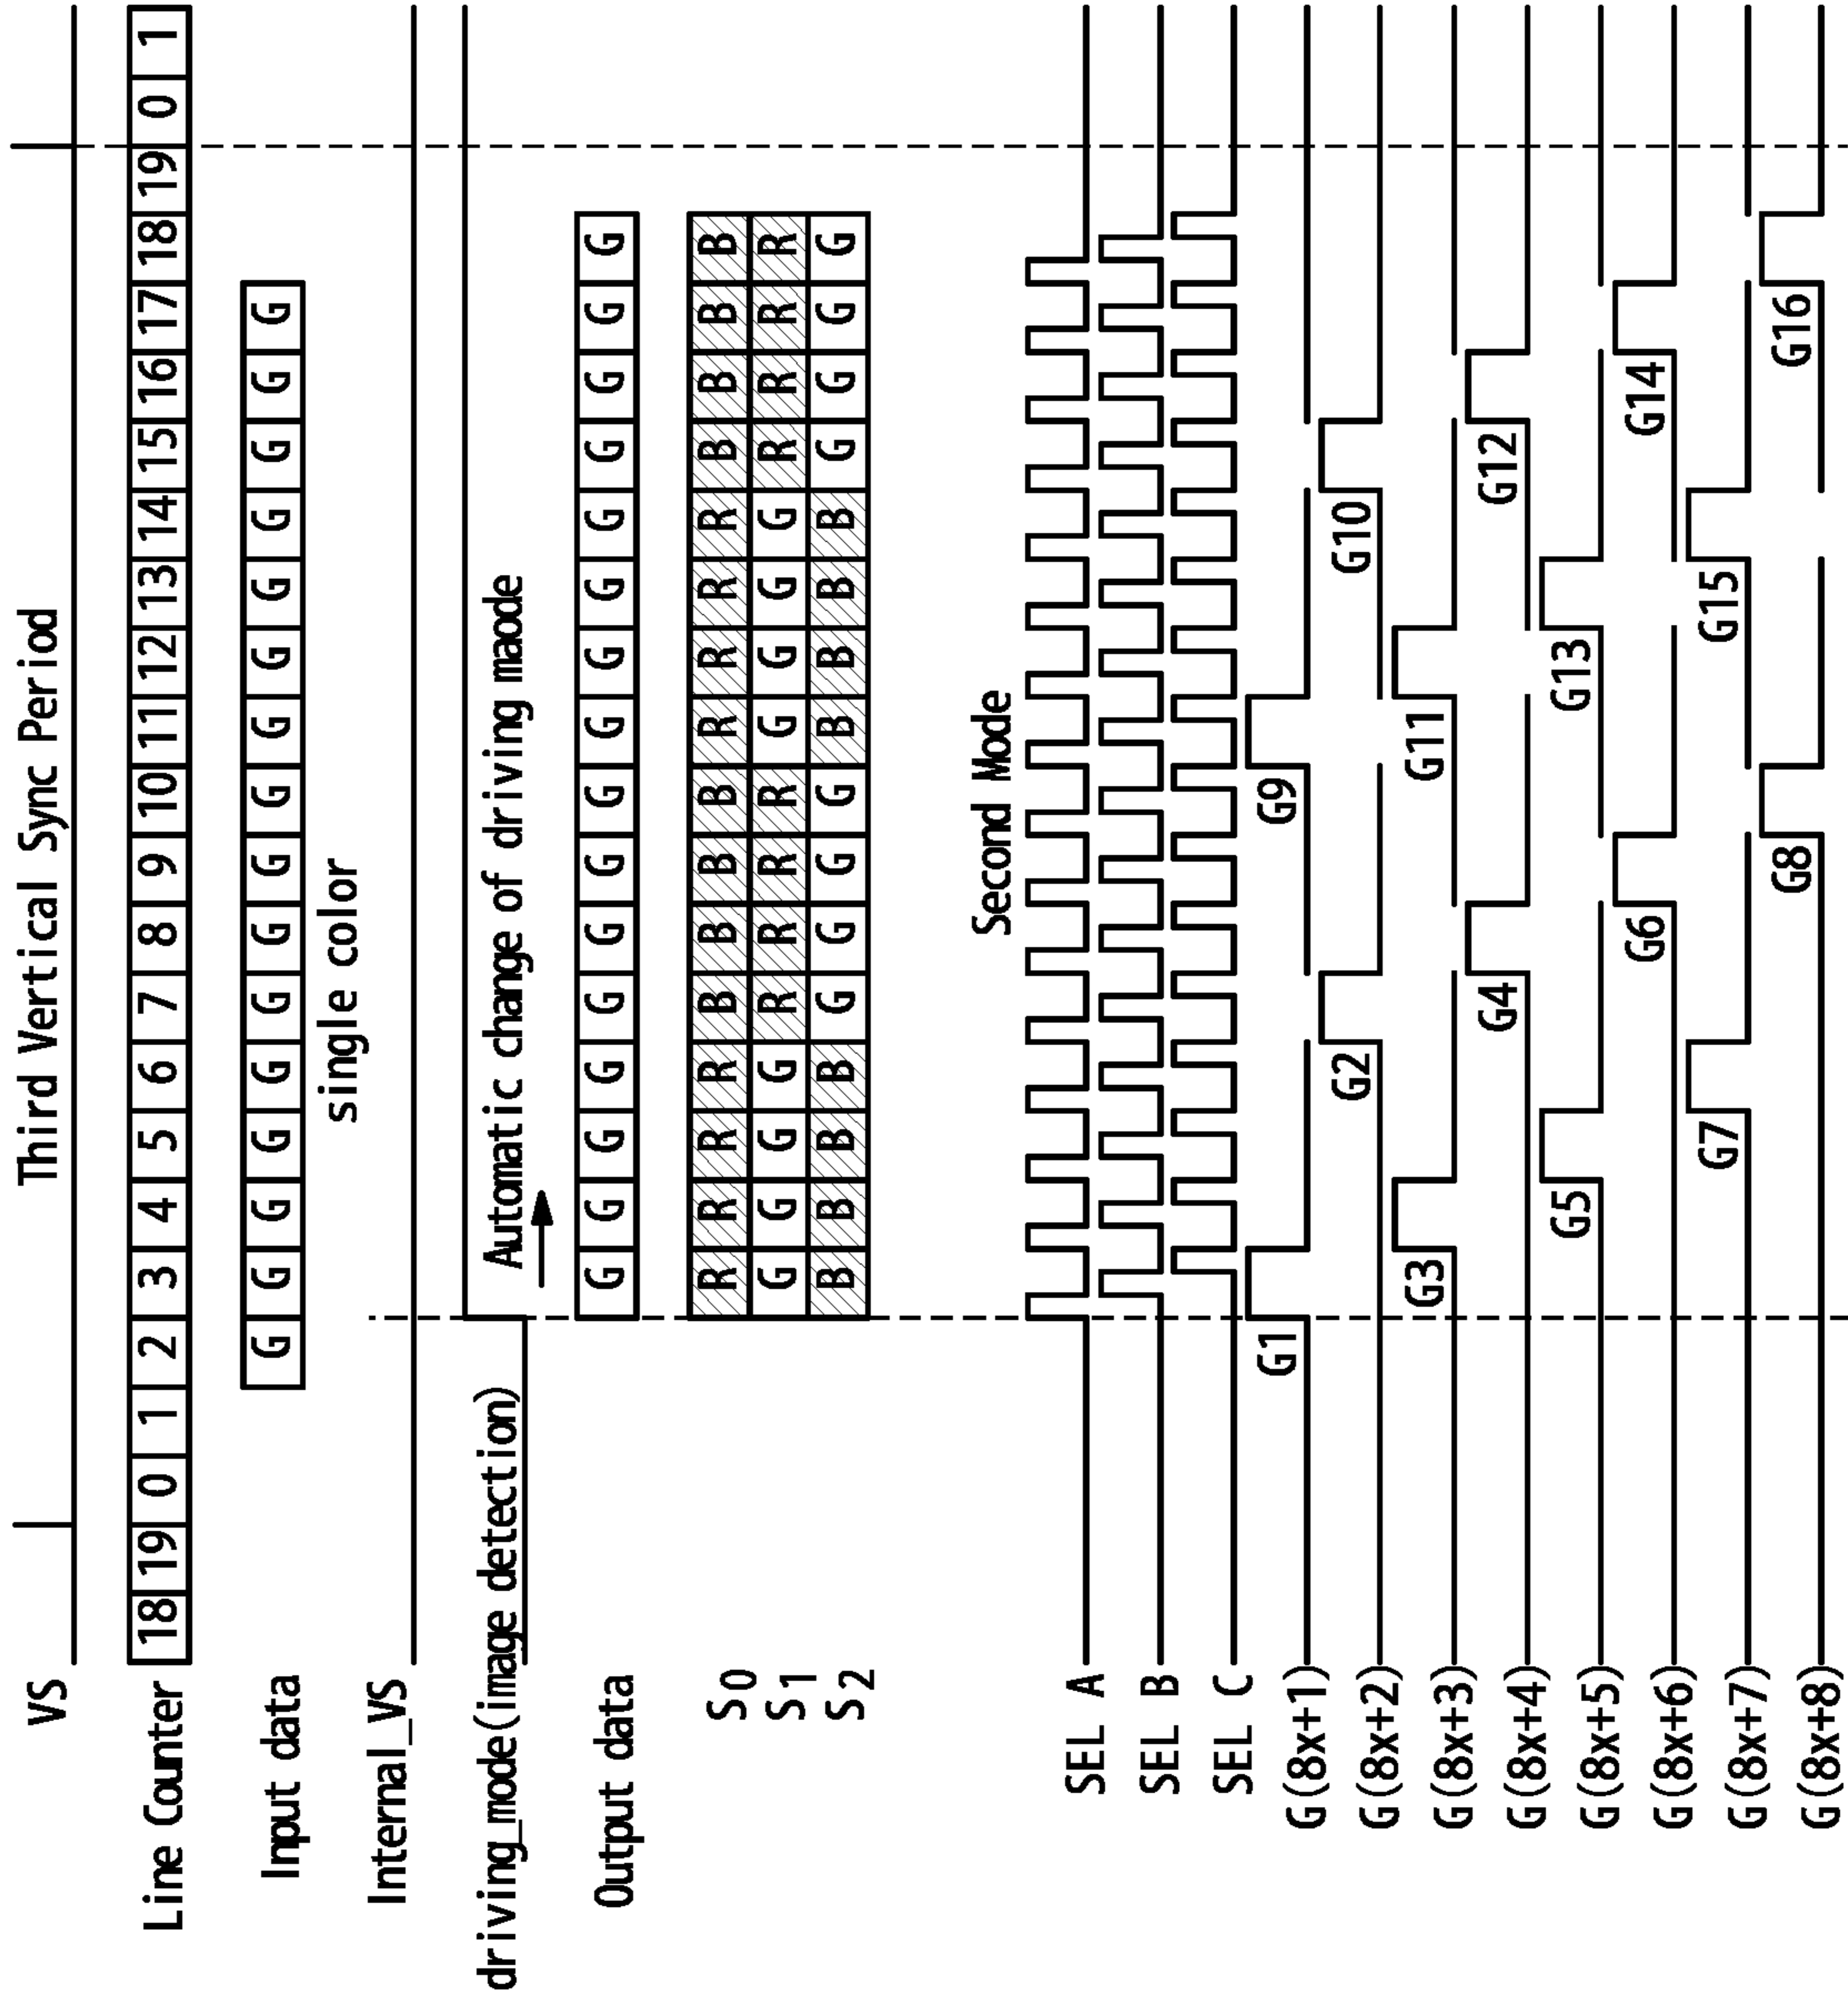 Third Vertical Sync Period
VS
Line Counter 18 19 0 1 2 3 4 5 6 7 8 9 10 11 12 13 14 15 16 17 18 19 0 1
Input data G G G G G G G G G G G G G G G G
single color
Internal_VS
driving_mode(image detection)
Automatic change of driving maode
Output data G G G G G G G G G G G G G G G G
S0 R R R R B B B B R R R R B B B B
S1 G G G G R R R R G G G G R R R R
S2 B B B B G G G G B B B B G G G G
Second Mode
SEL A
SEL B
SEL C
G(8x+1) G1 G9
G(8x+2) G2 G10
G(8x+3) G3 G11
G(8x+4) G4 G12
G(8x+5) G5 G13
G(8x+6) G6 G14
G(8x+7) G7 G15
G(8x+8) G8 G16